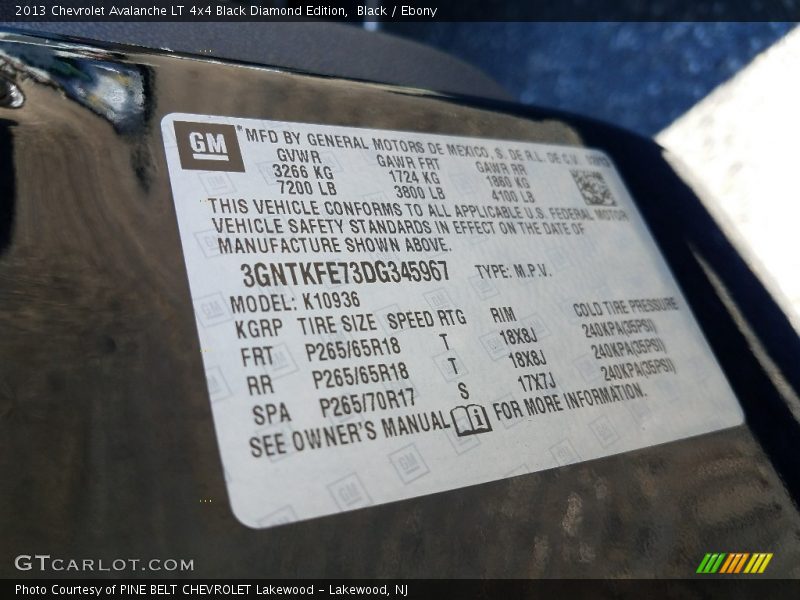 2013 Chevrolet Avalanche LT 4x4 Black Diamond Edition,  Black / Ebony
GM
MFD BY GENERAL MOTORS DE MEXICO, S. DE R.L. DE C.V.
GVWR GAWR FRT GAWR RR
3266 KG 1724 KG 1860 KG
7200 LB 3800 LB 4100 LB
THIS VEHICLE CONFORMS TO ALL APPLICABLE U.S. FEDERAL MOTOR
VEHICLE SAFETY STANDARDS IN EFFECT ON THE DATE OF
MANUFACTURE SHOWN ABOVE.
3GNTKFE73DG345967 TYPE: M.P.V.
MODEL: K10936
KGRP TIRE SIZE SPEED RTG RIM COLD TIRE PRESSURE
FRT P265/65R18 T 18X8J 240KPA(35PSI)
RR P265/65R18 T 18X8J 240KPA(35PSI)
SPA P265/70R17 S 17X7J 240KPA(35PSI)
SEE OWNER'S MANUAL FOR MORE INFORMATION.
GTCARLOT.COM
Photo Courtesy of PINE BELT CHEVROLET Lakewood - Lakewood, NJ